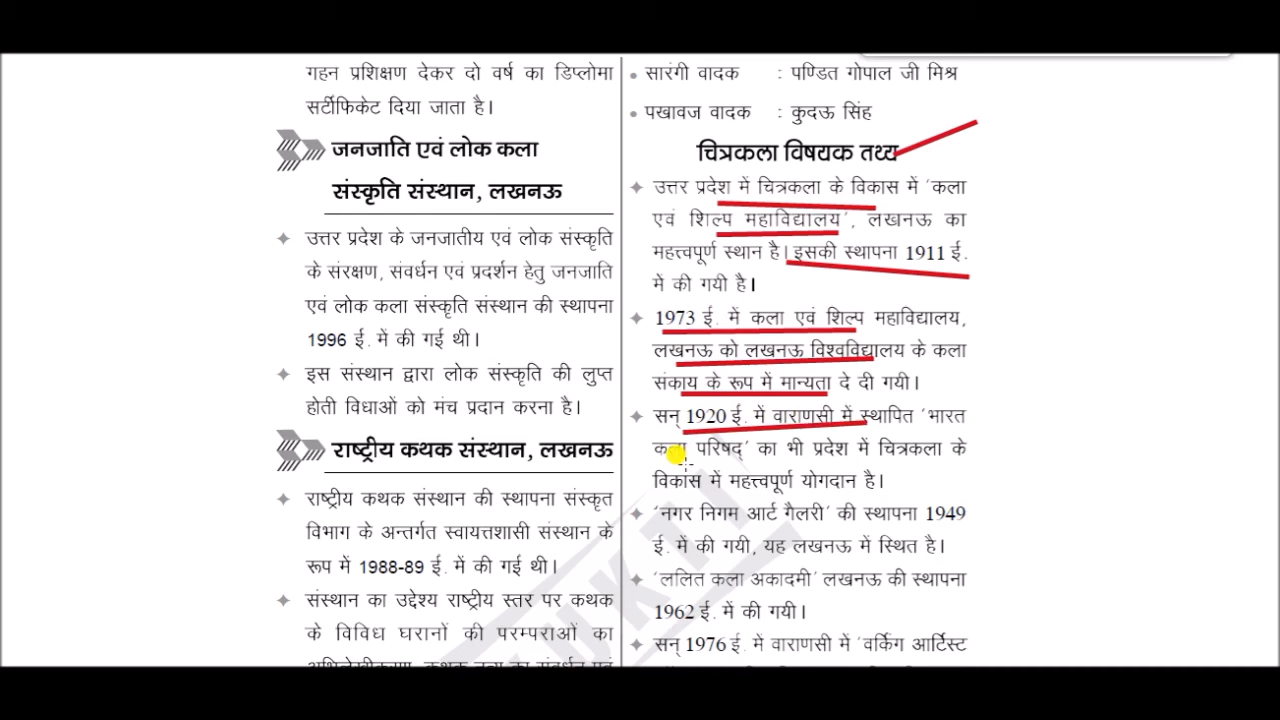 गहन प्रशिक्षण देकर दो वर्ष का डिप्लोमा
सर्टीफिकेट दिया जाता है।
जनजाति एवं लोक कला
संस्कृति संस्थान, लखनऊ
उत्तर प्रदेश के जनजातीय एवं लोक संस्कृति
के संरक्षण, संवर्धन एवं प्रदर्शन हेतु जनजाति
एवं लोक कला संस्कृति संस्थान की स्थापना
1996 ई. में की गई थी।
इस संस्थान द्वारा लोक संस्कृति की लुप्त
होती विधाओं को मंच प्रदान करना है।
राष्ट्रीय कथक संस्थान, लखनऊ
राष्ट्रीय कथक संस्थान की स्थापना संस्कृत
विभाग के अन्तर्गत स्वायत्तशासी संस्थान के
रूप में 1988-89 ई. में की गई थी।
संस्थान का उद्देश्य राष्ट्रीय स्तर पर कथक
के विविध घरानों की परम्पराओं का
सारंगी वादक : पण्डित गोपाल जी मिश्र
पखावज वादक : कुदऊ सिंह
चित्रकला विषयक तथ्य
उत्तर प्रदेश में चित्रकला के विकास में ‘कला
एवं शिल्प महाविद्यालय’, लखनऊ का
महत्त्वपूर्ण स्थान है। इसकी स्थापना 1911 ई.
में की गयी है।
1973 ई. में कला एवं शिल्प महाविद्यालय,
लखनऊ को लखनऊ विश्वविद्यालय के कला
संकाय के रूप में मान्यता दे दी गयी।
सन् 1920 ई. में वाराणसी में स्थापित ‘भारत
कला परिषद्’ का भी प्रदेश में चित्रकला के
विकास में महत्त्वपूर्ण योगदान है।
‘नगर निगम आर्ट गैलरी’ की स्थापना 1949
ई. में की गयी, यह लखनऊ में स्थित है।
‘ललित कला अकादमी’ लखनऊ की स्थापना
1962 ई. में की गयी।
सन् 1976 ई. में वाराणसी में ‘वर्किंग आर्टिस्ट